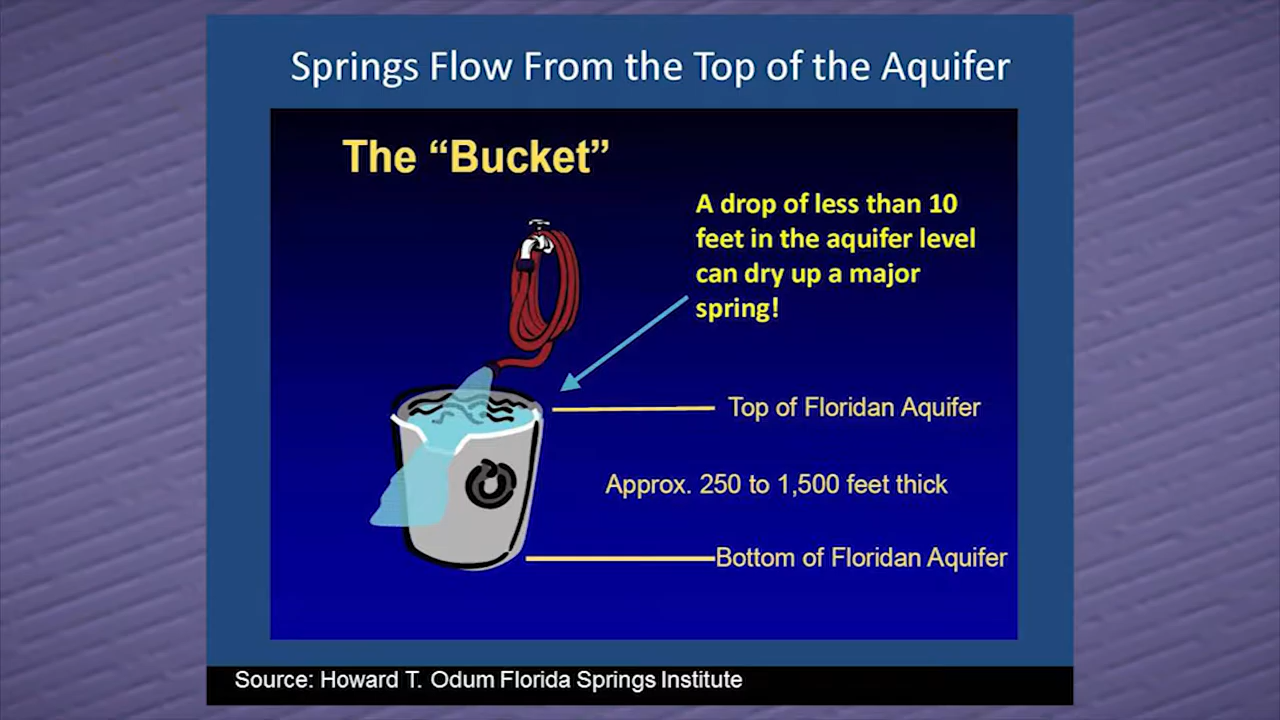 Springs Flow From the Top of the Aquifer
The “Bucket”
A drop of less than 10
feet in the aquifer level
can dry up a major
spring!
Top of Floridan Aquifer
Approx. 250 to 1,500 feet thick
Bottom of Floridan Aquifer
Source: Howard T. Odum Florida Springs Institute